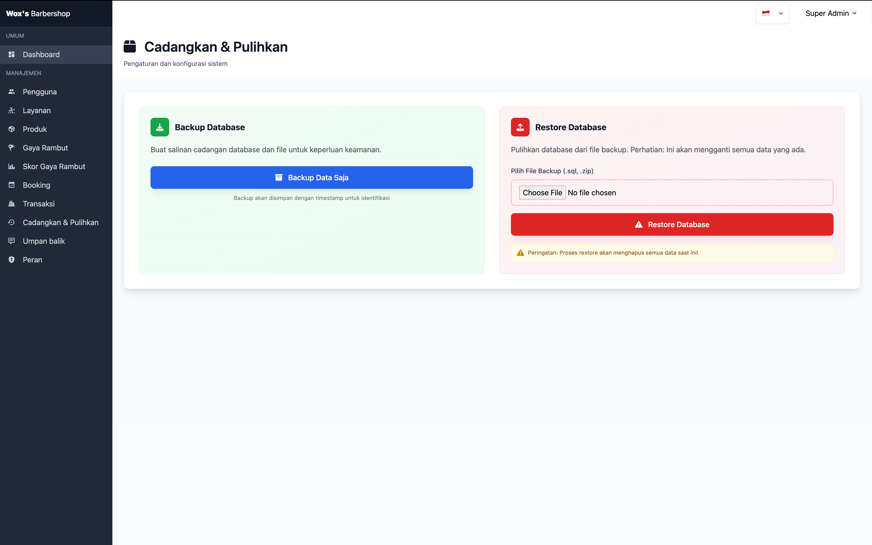 Wox's Barbershop
Super Admin
UMUM
Dashboard
MANAJEMEN
Pengguna
Layanan
Produk
Gaya Rambut
Skor Gaya Rambut
Booking
Transaksi
Cadangkan & Pulihkan
Umpan balik
Peran
Cadangkan & Pulihkan
Pengaturan dan konfigurasi sistem
Backup Database
Buat salinan cadangan database dan file untuk keperluan keamanan.
Backup Data Saja
Backup akan disimpan dengan timestamp untuk identifikasi
Restore Database
Pulihkan database dari file backup. Perhatian: Ini akan mengganti semua data yang ada.
Pilih File Backup (.sql, .zip)
Choose File No file chosen
Restore Database
Peringatan: Proses restore akan menghapus semua data saat ini!